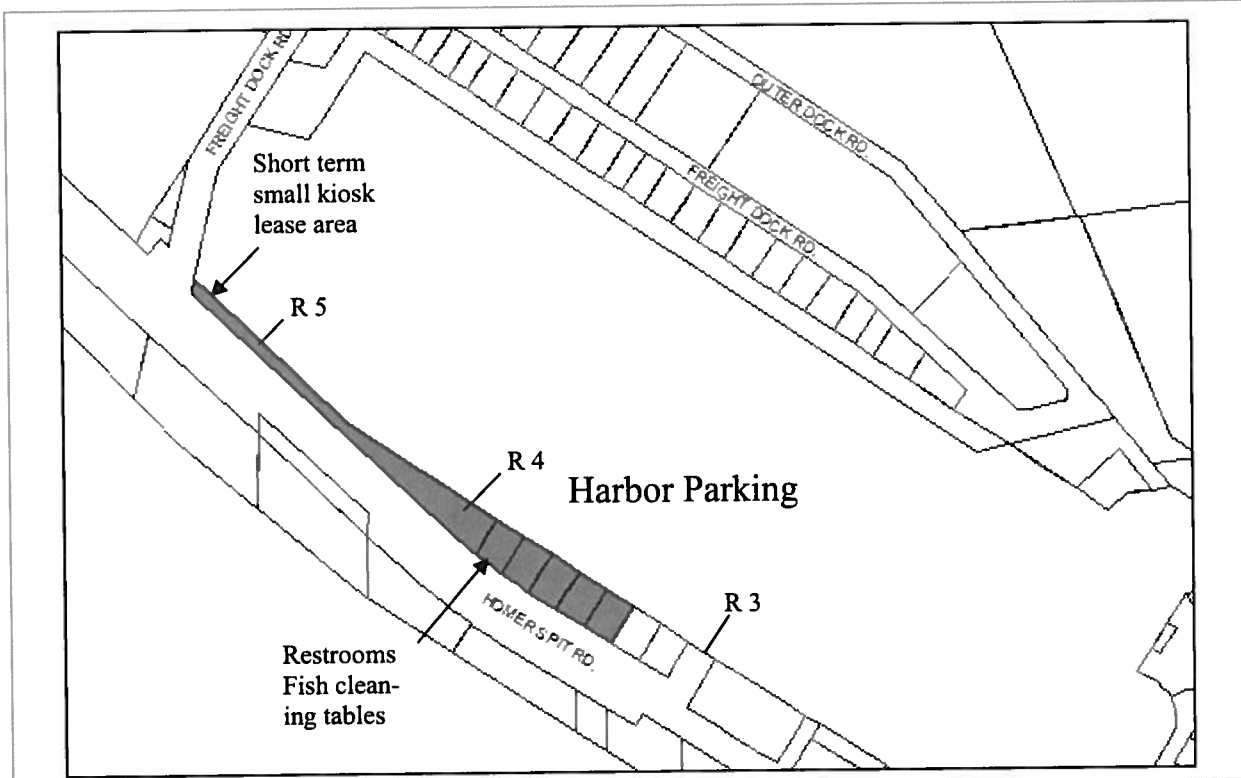 FREIGHT DOCK RD
OUTER DOCK RD.
FREIGHT DOCK RD.
Short term
small kiosk
lease area
R 5
R 4
Harbor Parking
R 3
HOMER SPIT RD.
Restrooms
Fish clean-
ing tables